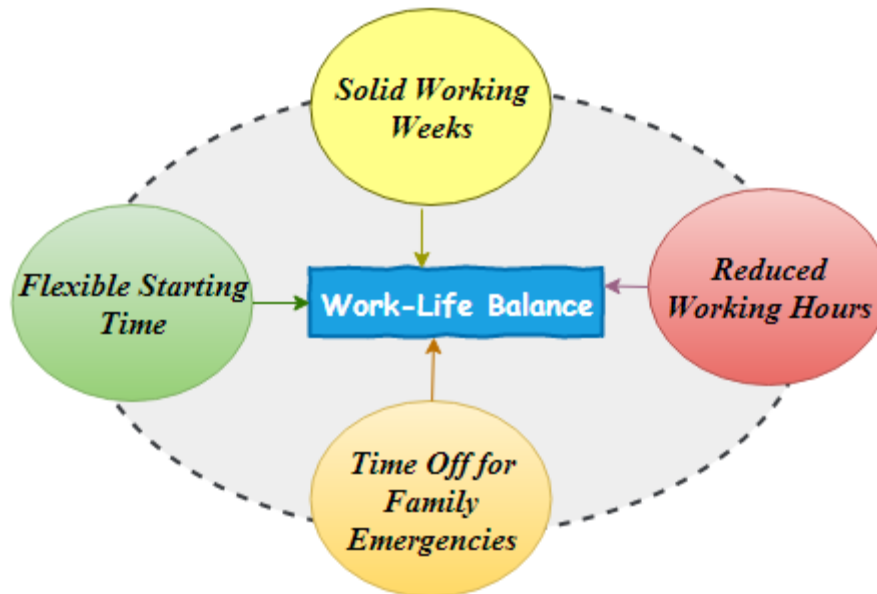 Solid Working
Weeks
Flexible Starting
Time
Work-Life Balance
Reduced
Working Hours
Time Off for
Family
Emergencies